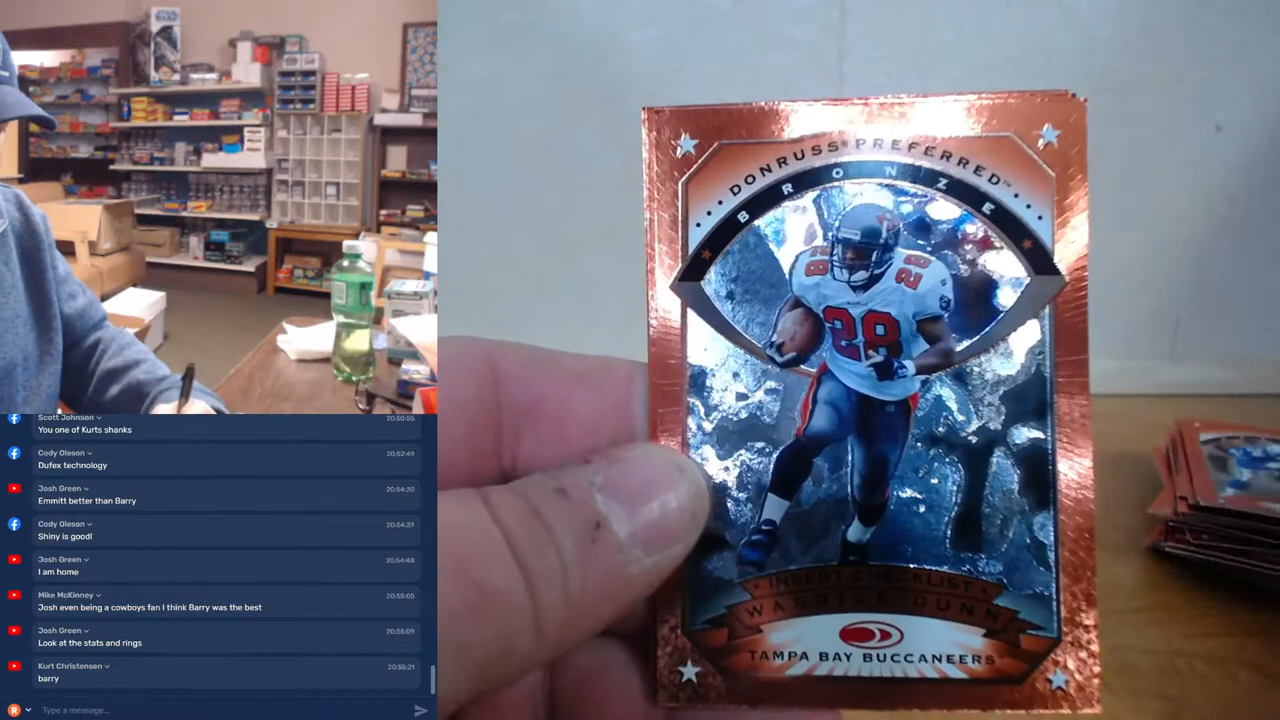 Scott Johnson
20:50:55
You one of Kurts shanks
Cody Oleson
20:52:49
Dufex technology
Josh Green
20:54:20
Emmitt better than Barry
Cody Oleson
20:54:39
Shiny is good!
Josh Green
20:54:48
I am home
Mike McKinney
20:55:05
Josh even being a cowboys fan I think Barry was the best
Josh Green
20:55:09
Look at the stats and rings
Kurt Christensen
20:55:21
barry
R
Type a message...
DONRUSS PREFERRED™
BRONZE
28
28
28
INSERT CHECKLIST
WARRICK DUNN
TAMPA BAY BUCCANEERS